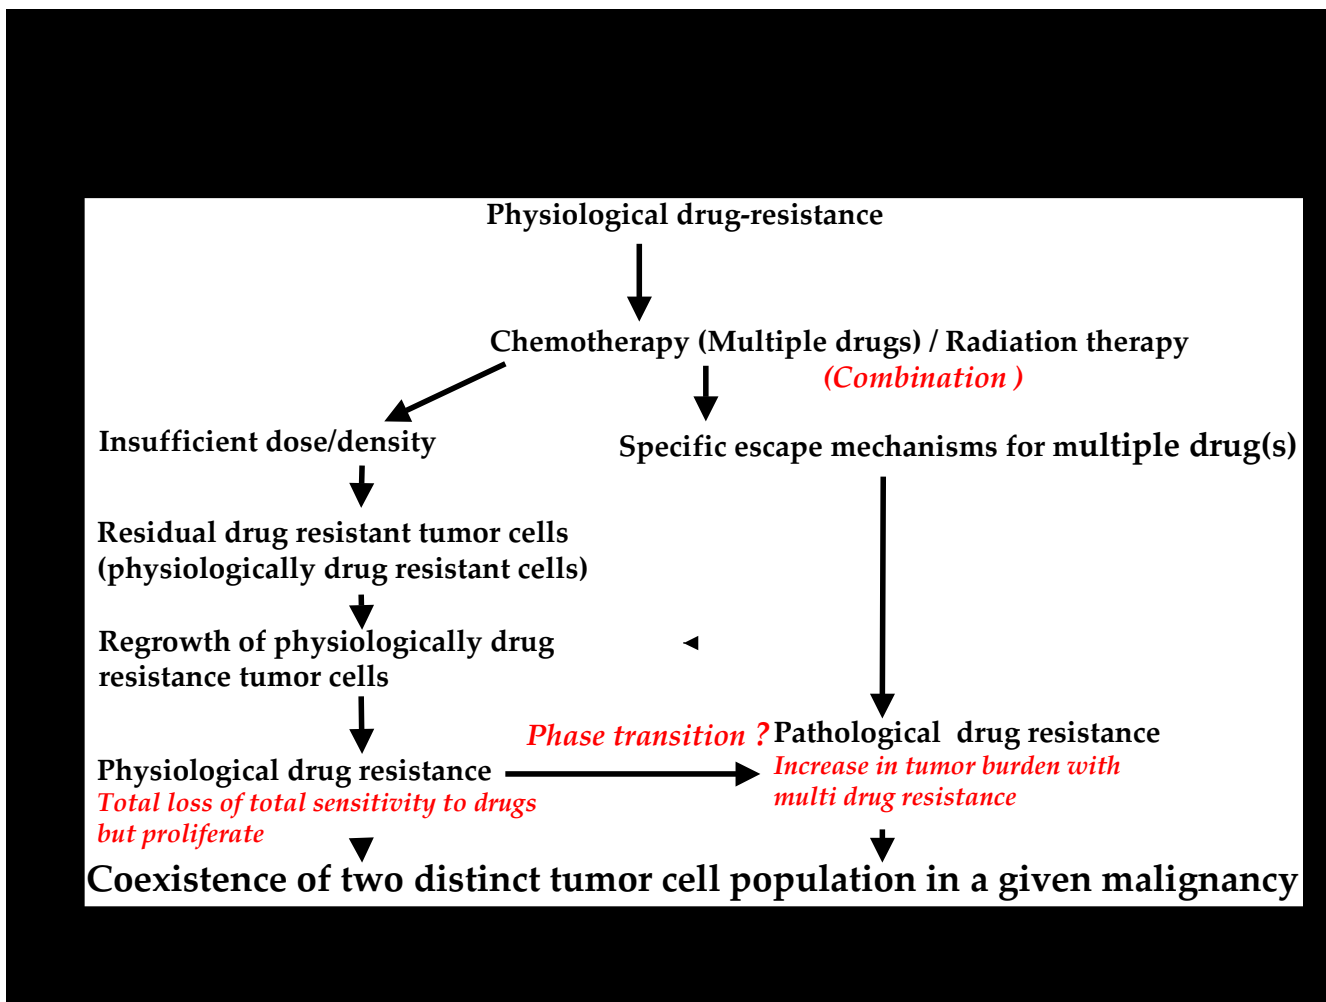 Physiological drug-resistance
Chemotherapy (Multiple drugs) / Radiation therapy
(Combination )
Insufficient dose/density
Specific escape mechanisms for multiple drug(s)
Residual drug resistant tumor cells
(physiologically drug resistant cells)
Regrowth of physiologically drug
resistance tumor cells
Phase transition ?
Pathological drug resistance
Increase in tumor burden with
multi drug resistance
Physiological drug resistance
Total loss of total sensitivity to drugs
but proliferate
Coexistence of two distinct tumor cell population in a given malignancy